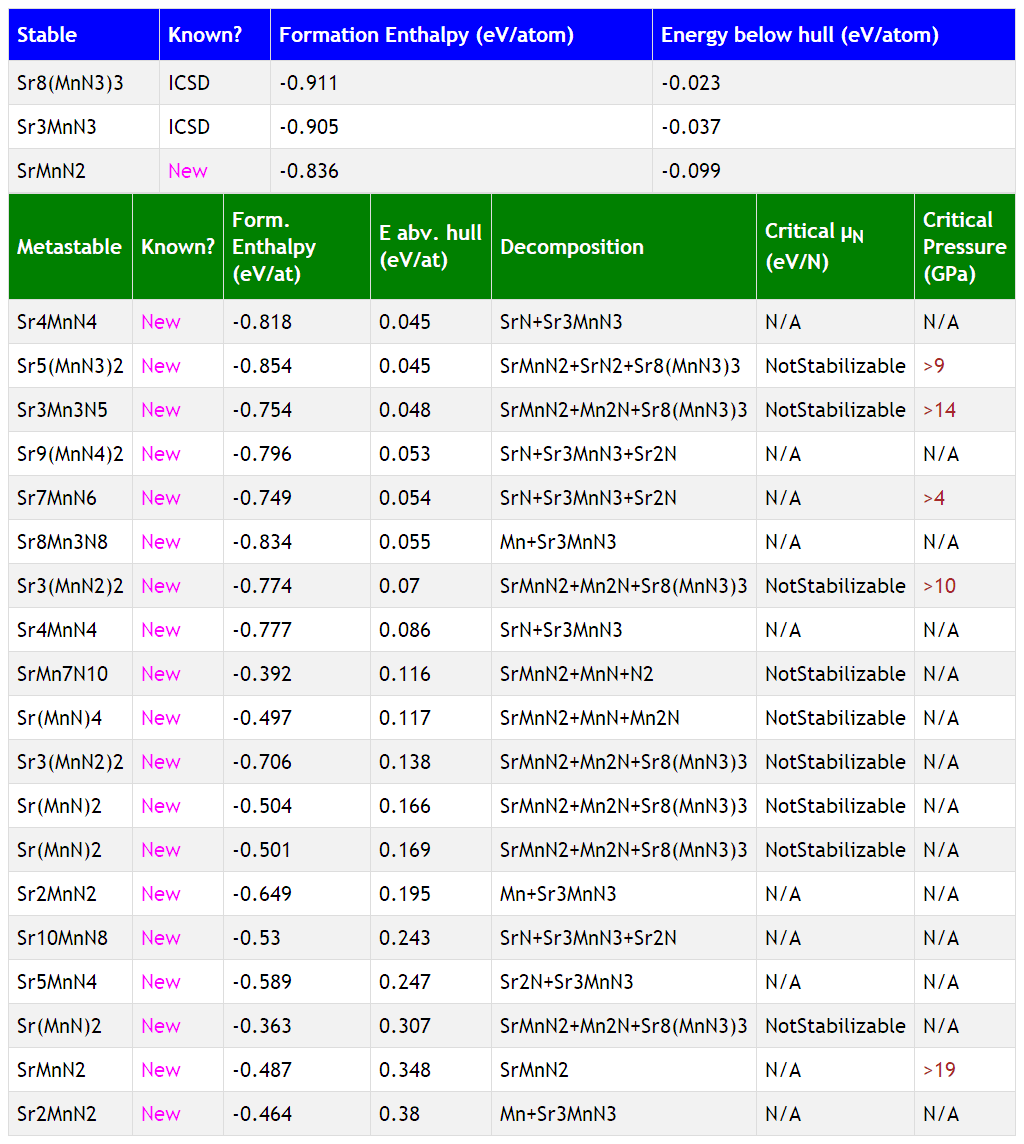 Stable Known? Formation Enthalpy (eV/atom) Energy below hull (eV/atom)
Sr8(MnN3)3 ICSD -0.911 -0.023
Sr3MnN3 ICSD -0.905 -0.037
SrMnN2 New -0.836 -0.099
Metastable Known? Form. Enthalpy (eV/at) E abv. hull (eV/at) Decomposition Critical μN (eV/N) Critical Pressure (GPa)
Sr4MnN4 New -0.818 0.045 SrN+Sr3MnN3 N/A N/A
Sr5(MnN3)2 New -0.854 0.045 SrMnN2+SrN2+Sr8(MnN3)3 NotStabilizable >9
Sr3Mn3N5 New -0.754 0.048 SrMnN2+Mn2N+Sr8(MnN3)3 NotStabilizable >14
Sr9(MnN4)2 New -0.796 0.053 SrN+Sr3MnN3+Sr2N N/A N/A
Sr7MnN6 New -0.749 0.054 SrN+Sr3MnN3+Sr2N N/A >4
Sr8Mn3N8 New -0.834 0.055 Mn+Sr3MnN3 N/A N/A
Sr3(MnN2)2 New -0.774 0.07 SrMnN2+Mn2N+Sr8(MnN3)3 NotStabilizable >10
Sr4MnN4 New -0.777 0.086 SrN+Sr3MnN3 N/A N/A
SrMn7N10 New -0.392 0.116 SrMnN2+MnN+N2 NotStabilizable N/A
Sr(MnN)4 New -0.497 0.117 SrMnN2+MnN+Mn2N NotStabilizable N/A
Sr3(MnN2)2 New -0.706 0.138 SrMnN2+Mn2N+Sr8(MnN3)3 NotStabilizable N/A
Sr(MnN)2 New -0.504 0.166 SrMnN2+Mn2N+Sr8(MnN3)3 NotStabilizable N/A
Sr(MnN)2 New -0.501 0.169 SrMnN2+Mn2N+Sr8(MnN3)3 NotStabilizable N/A
Sr2MnN2 New -0.649 0.195 Mn+Sr3MnN3 N/A N/A
Sr10MnN8 New -0.53 0.243 SrN+Sr3MnN3+Sr2N N/A N/A
Sr5MnN4 New -0.589 0.247 Sr2N+Sr3MnN3 N/A N/A
Sr(MnN)2 New -0.363 0.307 SrMnN2+Mn2N+Sr8(MnN3)3 NotStabilizable N/A
SrMnN2 New -0.487 0.348 SrMnN2 N/A >19
Sr2MnN2 New -0.464 0.38 Mn+Sr3MnN3 N/A N/A